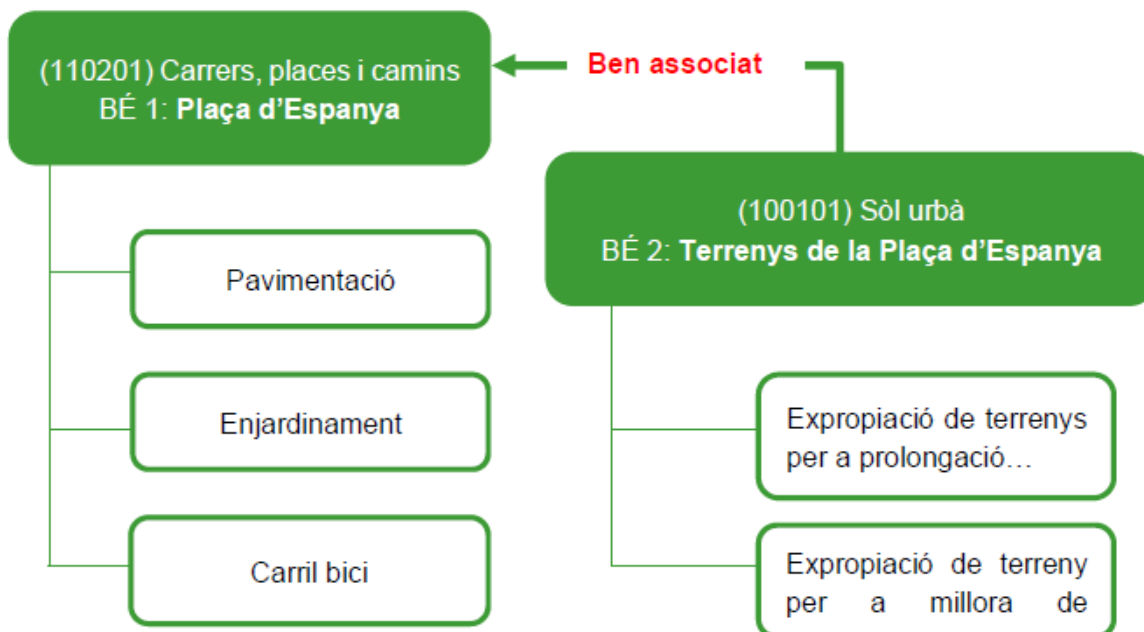 (110201) Carrers, places i camins
BÉ 1: Plaça d’Espanya
Ben associat
(100101) Sòl urbà
BÉ 2: Terrenys de la Plaça d’Espanya
Pavimentació
Enjardinament
Carril bici
Expropiació de terrenys
per a prolongació…
Expropiació de terreny
per a millora de